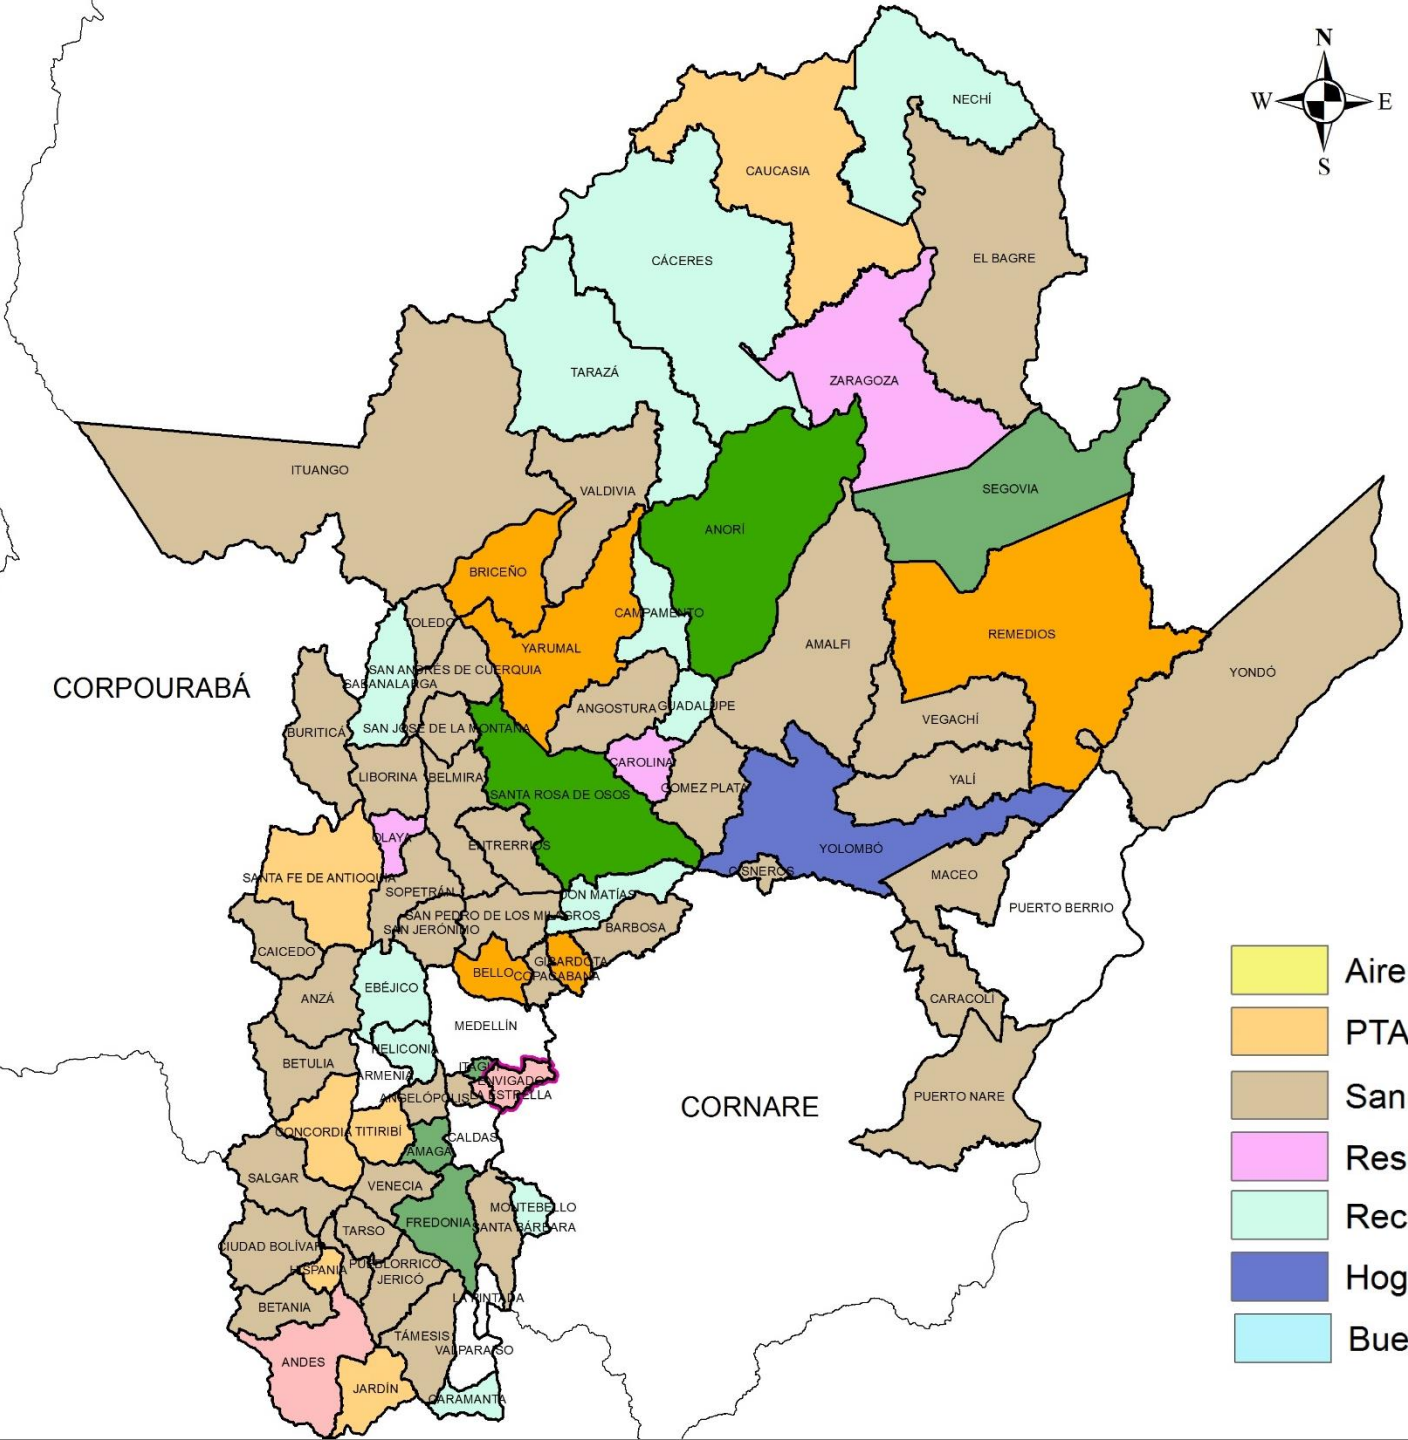 N
NECHÍ
W
E
S
CAUCASIA
CÁCERES
EL BAGRE
TARAZÁ
ZARAGOZA
ITUANGO
VALDIVIA
SEGOVIA
ANORÍ
BRICEÑO
CAMPAMENTO
TOLEDO
YARUMAL
AMALFI
REMEDIOS
SAN ANDRÉS DE CUERQUIA
SABANALARGA
YONDÓ
CORPOURABÁ
ANGOSTURA
GUADALUPE
VEGACHÍ
BURITICÁ
SAN JOSE DE LA MONTAÑA
CAROLINA
LIBORINA
BELMIRA
YALÍ
GOMEZ PLATA
SANTA ROSA DE OSOS
OLAYA
ENTRERRIOS
YOLOMBÓ
SANTA FE DE ANTIOQUIA
CISNEROS
MACEO
SOPETRÁN
DON MATÍAS
PUERTO BERRIO
SAN PEDRO DE LOS MILAGROS
SAN JERÓNIMO
BARBOSA
CAICEDO
GIRARDOTA
BELLO
COPACABANA
Aire
EBÉJICO
ANZÁ
CARACOLÍ
MEDELLÍN
PTA
HELICONIA
BETULIA
ITAGÜÍ
ARMENIA
ENVIGADO
LA ESTRELLA
ANGELÓPOLIS
PUERTO NARE
San
CORNARE
CONCORDIA
TITIRIBÍ
CALDAS
AMAGÁ
Res
SALGAR
VENECIA
MONTEBELLO
Rec
FREDONIA
SANTA BÁRBARA
TARSO
CIUDAD BOLÍVAR
PUEBLORRICO
HISPANIA
JERICÓ
Hog
LA PINTADA
BETANIA
TÁMESIS
Bue
VALPARAISO
ANDES
JARDÍN
CARAMANTA